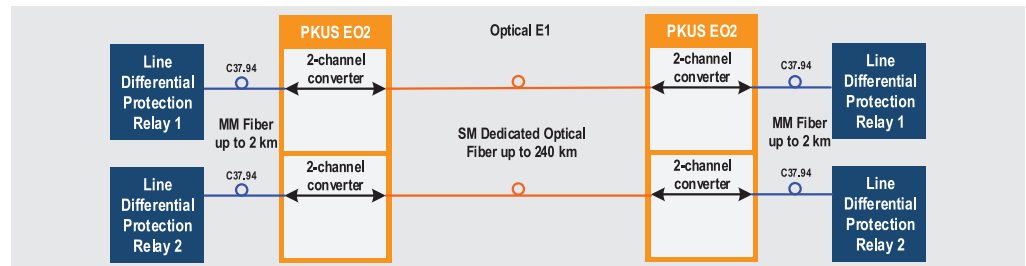 PKUS EO2
Optical E1
PKUS EO2
Line
Differential
Protection
Relay 1
C37.94
2-channel
converter
2-channel
converter
C37.94
Line
Differential
Protection
Relay 1
MM Fiber
up to 2 km
SM Dedicated Optical
Fiber up to 240 km
MM Fiber
up to 2 km
Line
Differential
Protection
Relay 2
C37.94
2-channel
converter
2-channel
converter
C37.94
Line
Differential
Protection
Relay 2